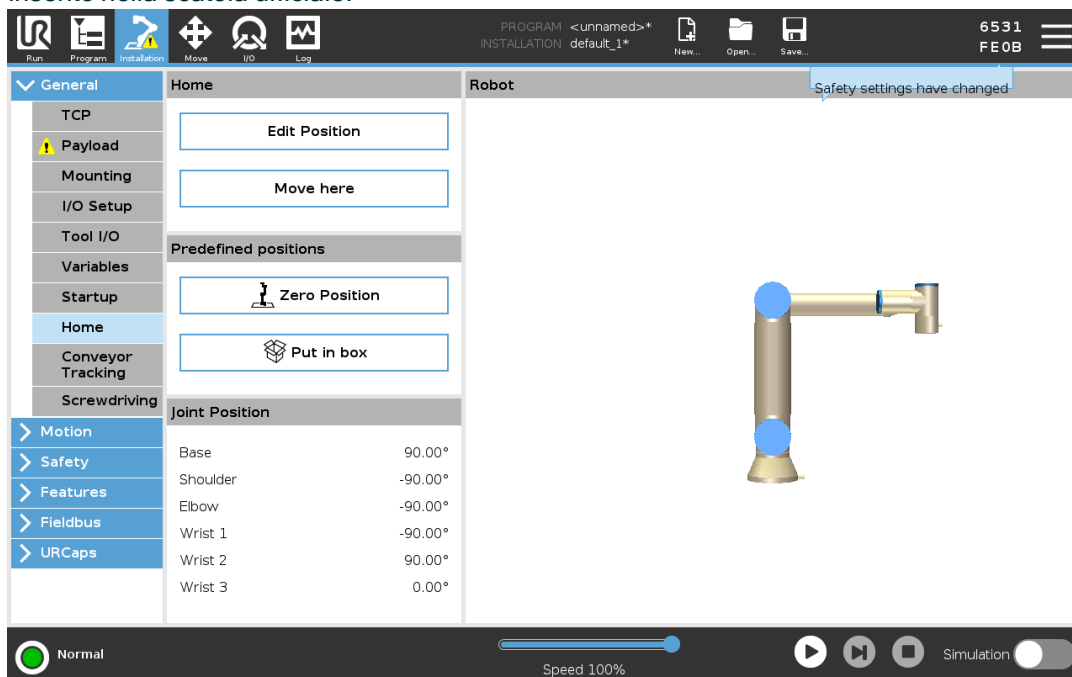 PROGRAM <unnamed>*
INSTALLATION default_1*
6531
FE0B
UR
Run
Program
Installation
Move
I/O
Log
New...
Open...
Save...
General
Home
Robot
Safety settings have changed
TCP
Payload
Mounting
I/O Setup
Tool I/O
Variables
Startup
Home
Conveyor
Tracking
Screwdriving
Motion
Safety
Features
Fieldbus
URCaps
Edit Position
Move here
Predefined positions
Zero Position
Put in box
Joint Position
Base 90.00°
Shoulder -90.00°
Elbow -90.00°
Wrist 1 -90.00°
Wrist 2 90.00°
Wrist 3 0.00°
Normal
Speed 100%
Simulation